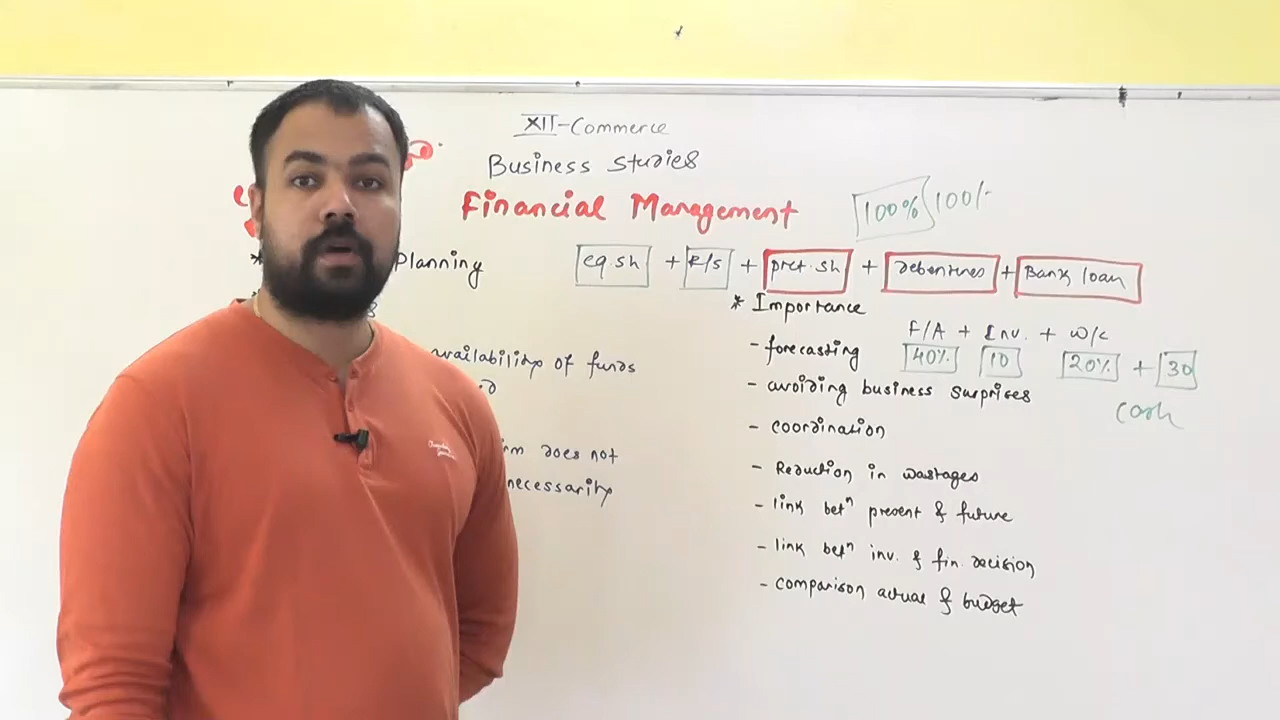 XII-Commerce
Business Studies
Financial Management
100% 100%
Planning
eq sh + R/s + pref. sh + Debentures + Bank loan
* Importance
F/A + Inv. + w/c
40% 10 20% + 30
cash
- forecasting
- avoiding business surprises
- coordination
- Reduction in wastages
- link betn present & future
- link betn inv. & fin. decision
- comparison actual & budget
availability of funds
does not
necessarity